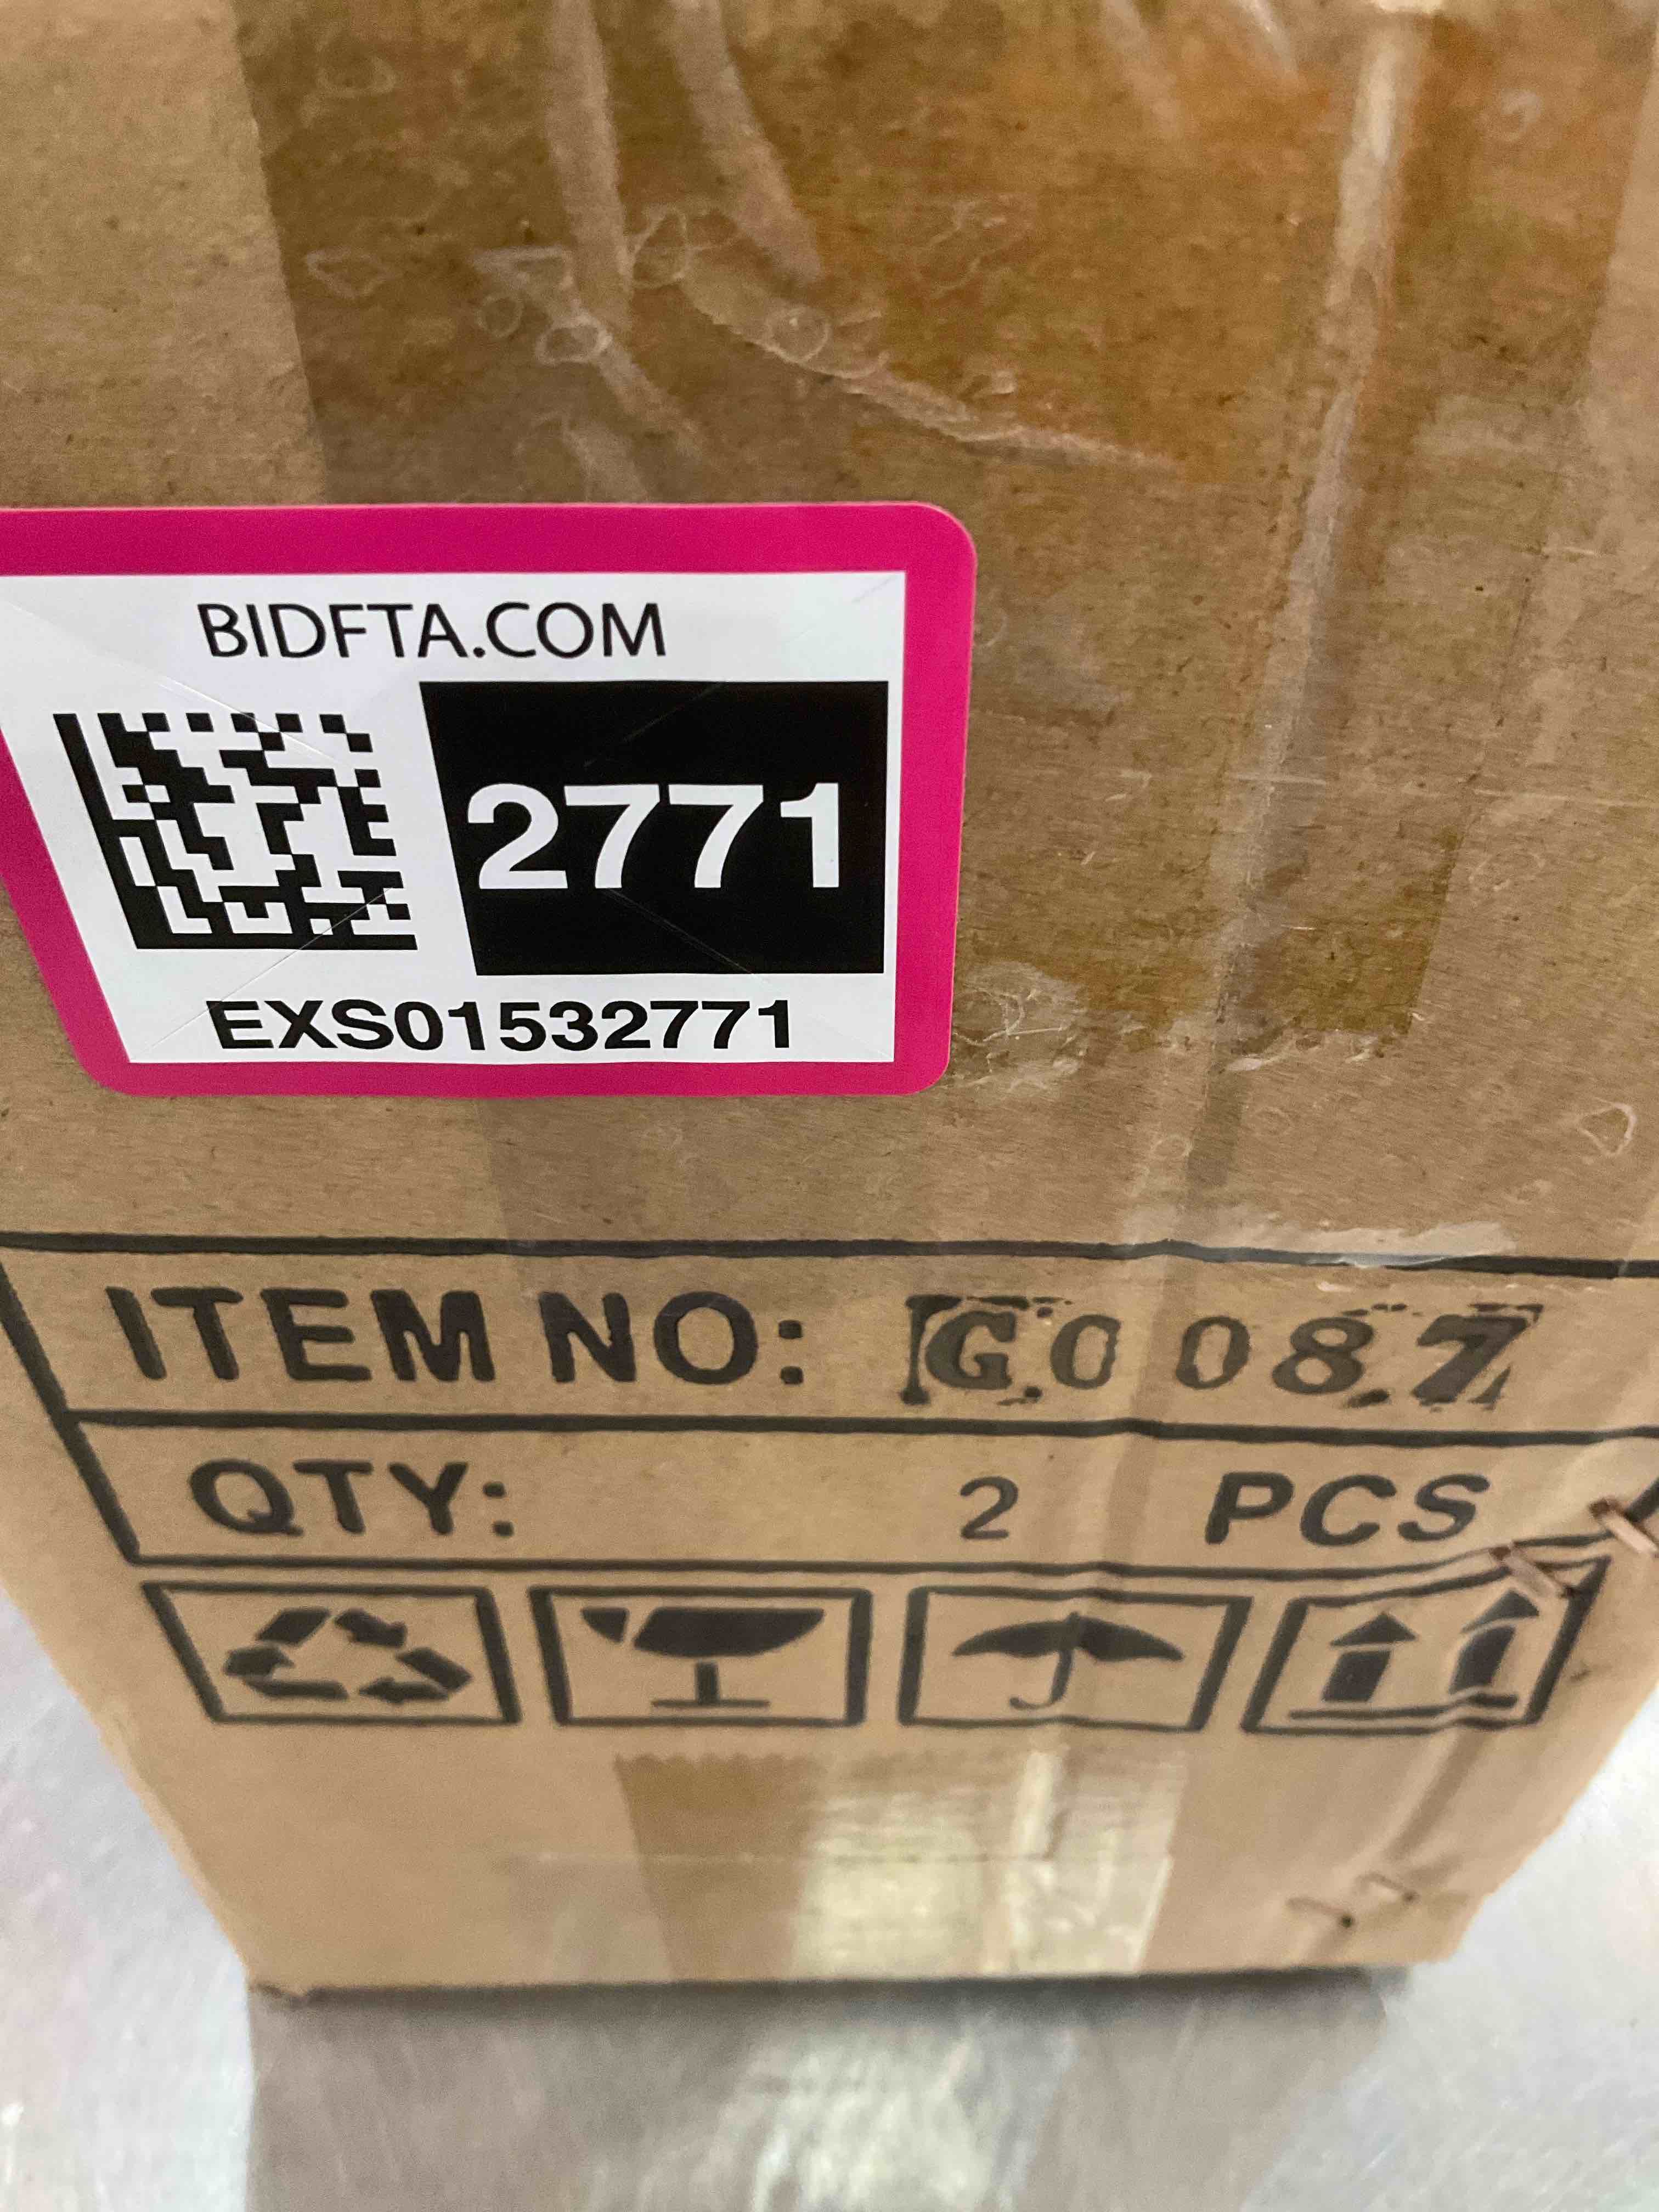 BIDFTA.COM
2771
EXS01532771
ITEM NO: G0087
QTY: 2 PCS